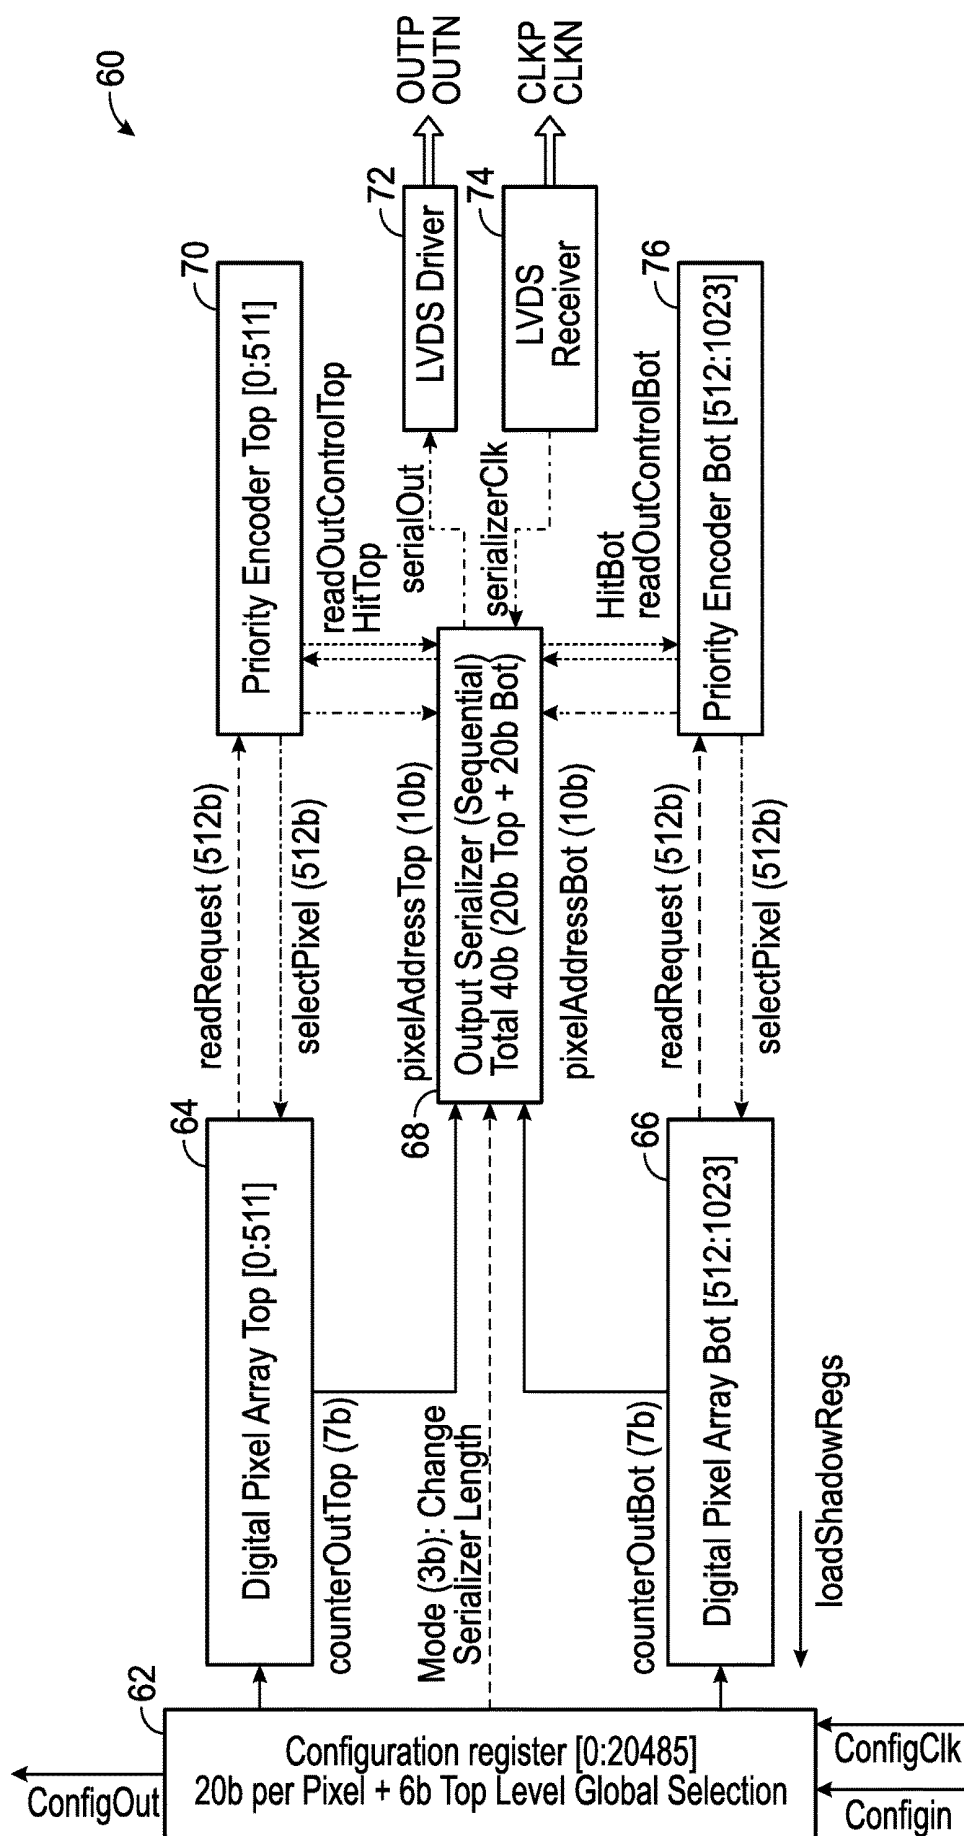 60
ConfigOut
62
Configuration register [0:20485]
20b per Pixel + 6b Top Level Global Selection
Configin
ConfigClk
64
Digital Pixel Array Top [0:511]
counterOutTop (7b)
Mode (3b): Change
Serializer Length
counterOutBot (7b)
66
Digital Pixel Array Bot [512:1023]
loadShadowRegs
readRequest (512b)
selectPixel (512b)
pixelAddressTop (10b)
68
Output Serializer (Sequential)
Total 40b (20b Top + 20b Bot)
pixelAddressBot (10b)
readRequest (512b)
selectPixel (512b)
70
Priority Encoder Top [0:511]
readOutControlTop
HitTop
serialOut
serializerClk
HitBot
readOutControlBot
76
Priority Encoder Bot [512:1023]
72
LVDS Driver
74
LVDS
Receiver
OUTP
OUTN
CLKP
CLKN